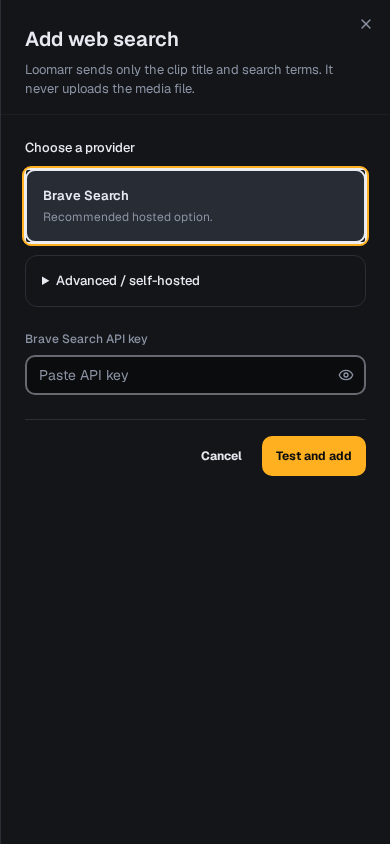 Add web search
Loomarr sends only the clip title and search terms. It
never uploads the media file.
Choose a provider
Brave Search
Recommended hosted option.
Advanced / self-hosted
Brave Search API key
Paste API key
Cancel
Test and add